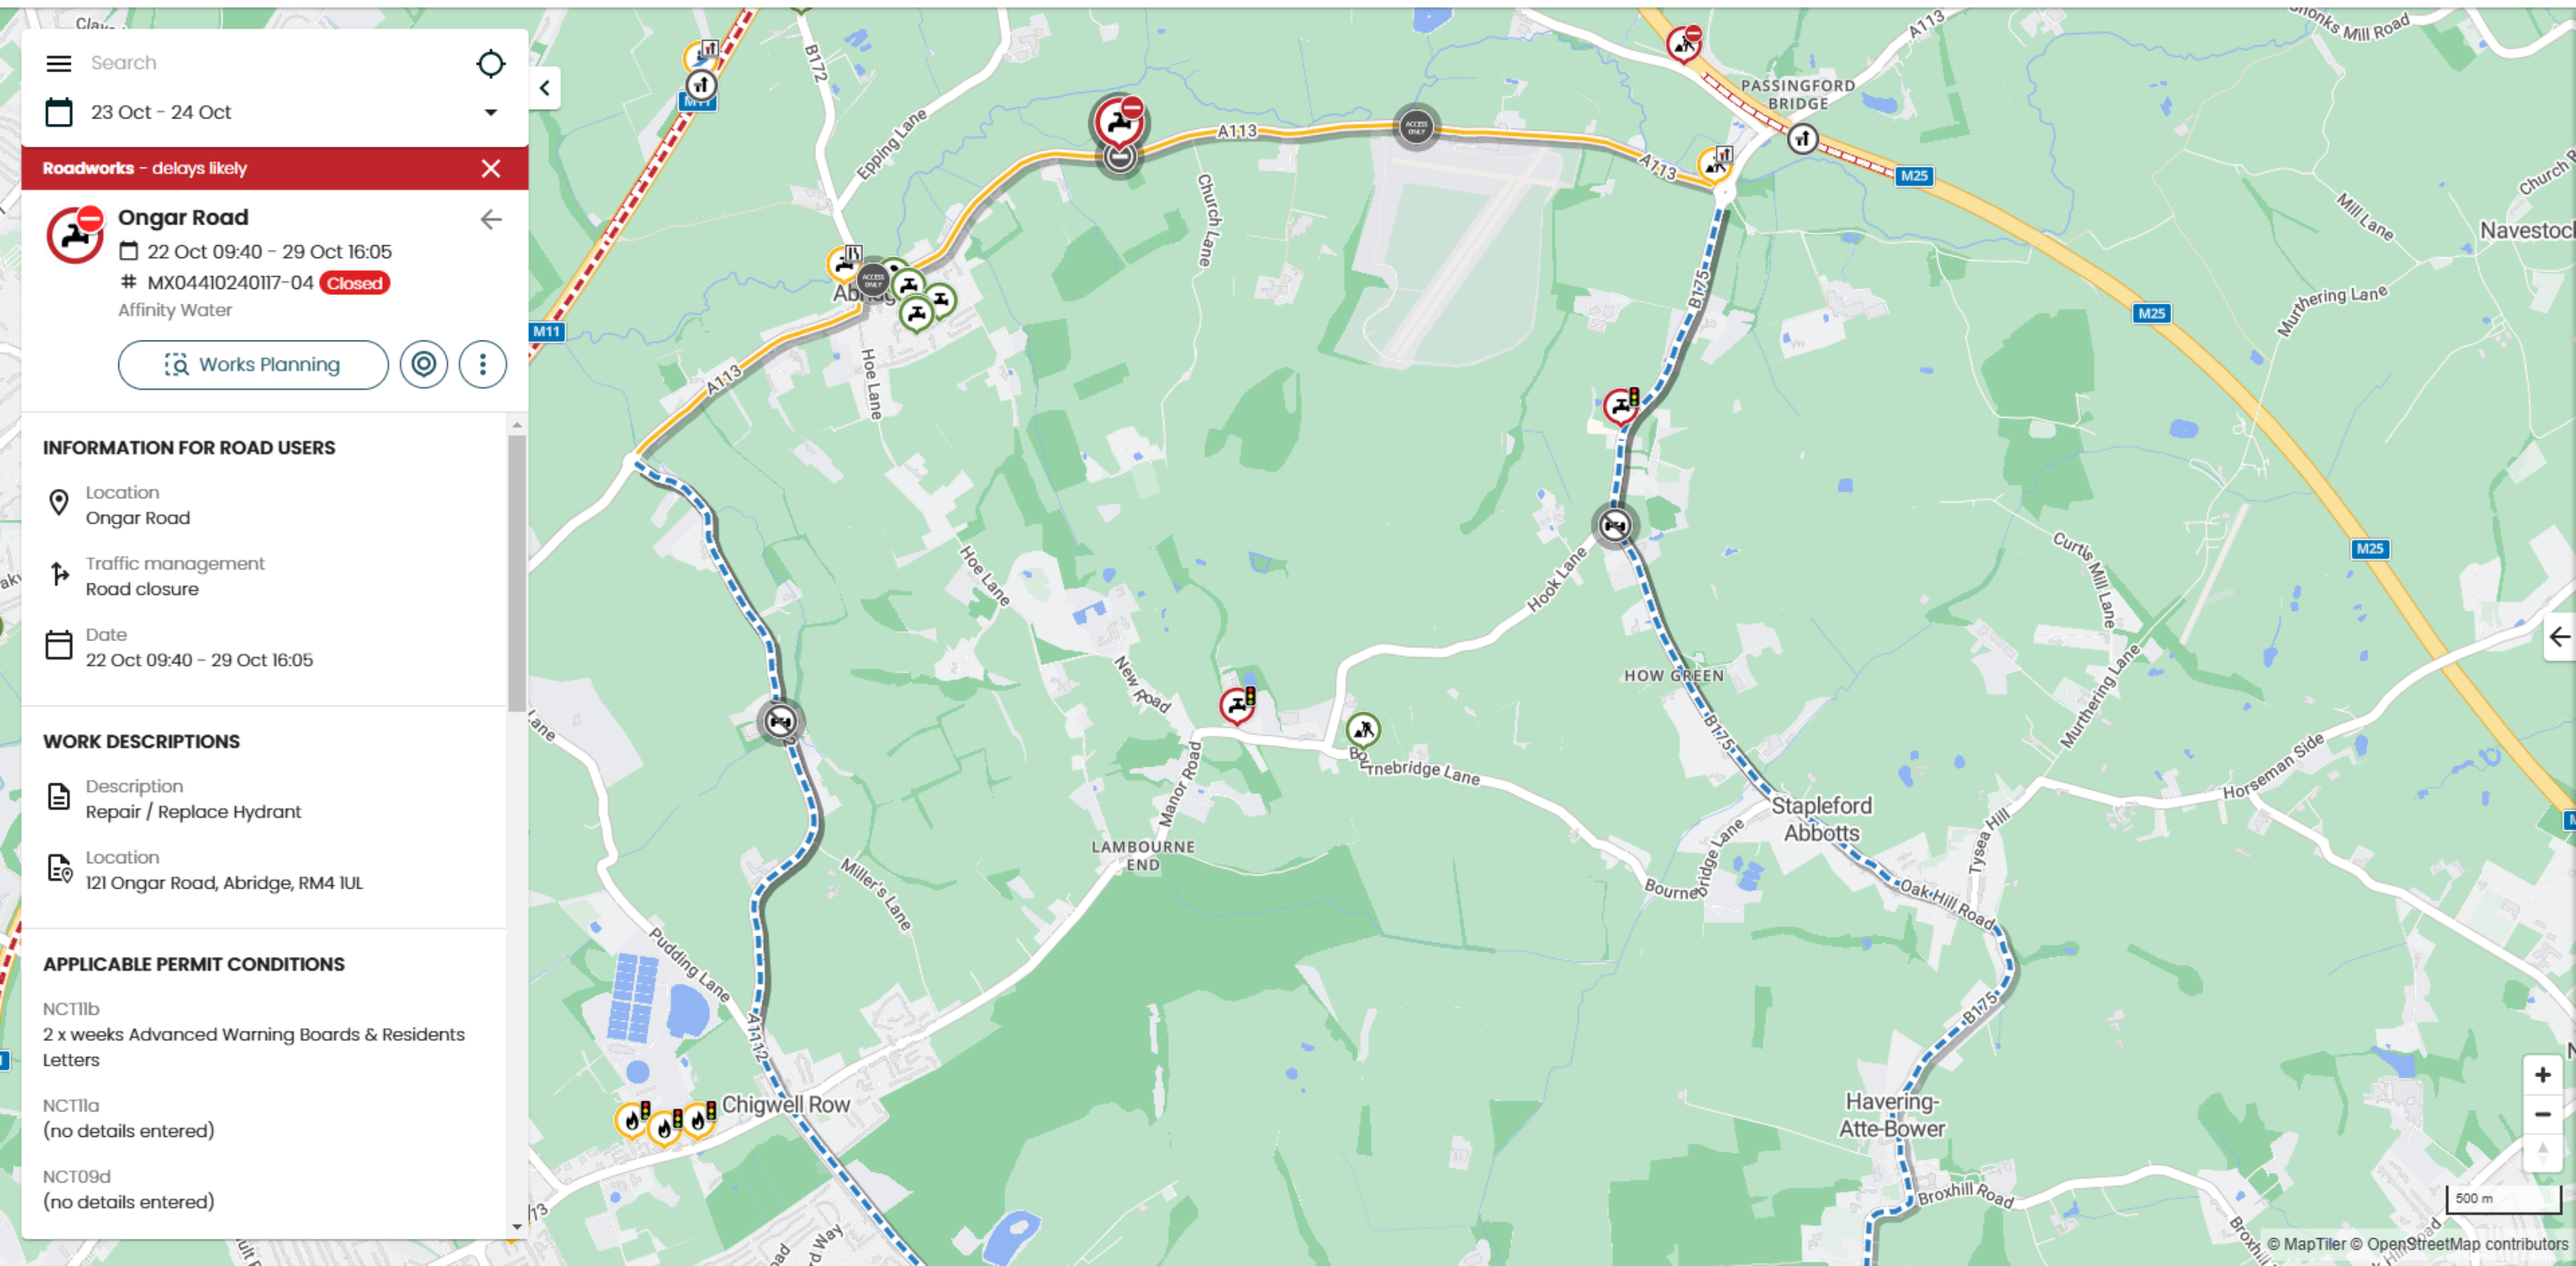 Search
23 Oct - 24 Oct
Roadworks - delays likely
Ongar Road
22 Oct 09:40 - 29 Oct 16:05
# MX04410240117-04 Closed
Affinity Water
Works Planning
INFORMATION FOR ROAD USERS
Location
Ongar Road
Traffic management
Road closure
Date
22 Oct 09:40 - 29 Oct 16:05
WORK DESCRIPTIONS
Description
Repair / Replace Hydrant
Location
121 Ongar Road, Abridge, RM4 1UL
APPLICABLE PERMIT CONDITIONS
NCT11b
2 x weeks Advanced Warning Boards & Residents
Letters
NCT11a
(no details entered)
NCT09d
(no details entered)
B172
Epping Lane
M11
M11
A113
A113
A113
A113
ACCESS ONLY
ACCESS ONLY
Church Lane
PASSINGFORD
BRIDGE
M25
M25
M25
Mill Lane
Murthering Lane
Hoe Lane
Hoe Lane
New Road
Manor Road
LAMBOURNE
END
Miller's Lane
Pudding Lane
A1112
Chigwell Row
Hook Lane
B175
HOW GREEN
B175
Bournebridge Lane
Bournebridge Lane
Stapleford
Abbotts
Oak Hill Road
Tysea Hill
Curtis Mill Lane
Murthering Lane
Horseman Side
B175
Havering-
Atte-Bower
Broxhill Road
500 m
© MapTiler © OpenStreetMap contributors